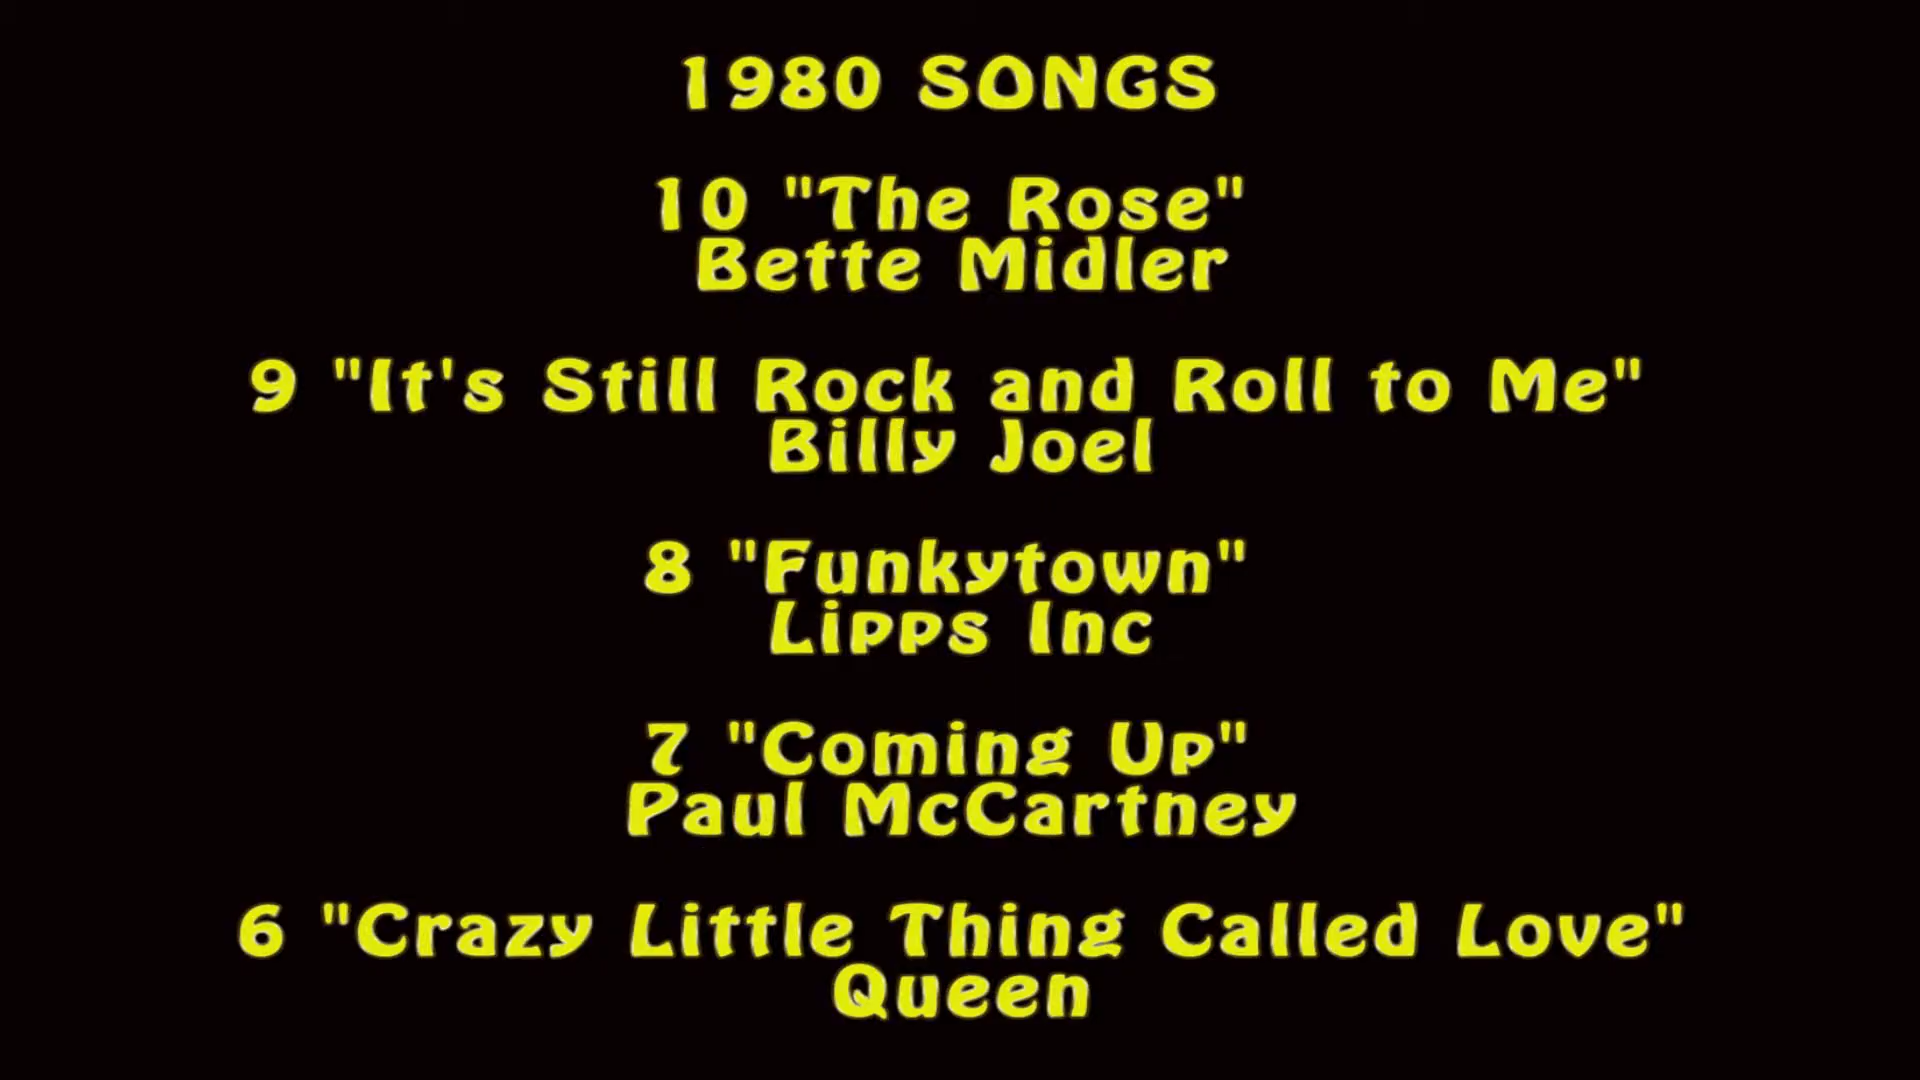 1980 SONGS
10 "The Rose"
Bette Midler
9 "It's Still Rock and Roll to Me"
Billy Joel
8 "Funkytown"
Lipps Inc
7 "Coming Up"
Paul McCartney
6 "Crazy Little Thing Called Love"
Queen